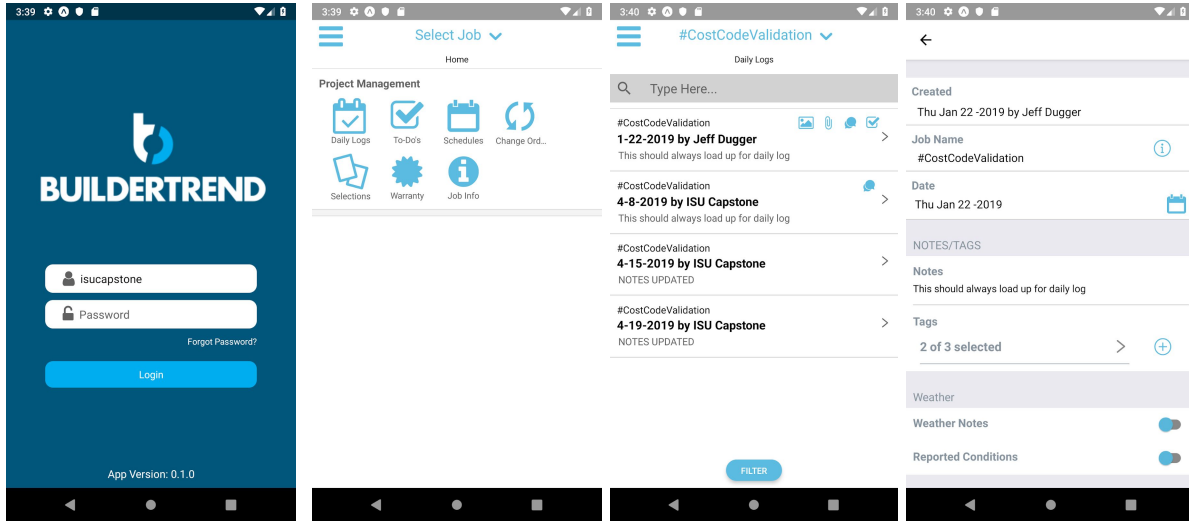 3:39
BUILDERTREND
isucapstone
Password
Forgot Password?
Login
App Version: 0.1.0
3:39
Select Job
Home
Project Management
Daily Logs To-Do's Schedules Change Ord...
Selections Warranty Job Info
3:40
#CostCodeValidation
Daily Logs
Type Here...
#CostCodeValidation
1-22-2019 by Jeff Dugger
This should always load up for daily log
#CostCodeValidation
4-8-2019 by ISU Capstone
This should always load up for daily log
#CostCodeValidation
4-15-2019 by ISU Capstone
NOTES UPDATED
#CostCodeValidation
4-19-2019 by ISU Capstone
NOTES UPDATED
FILTER
3:40
Created
Thu Jan 22 -2019 by Jeff Dugger
Job Name
#CostCodeValidation
Date
Thu Jan 22 -2019
NOTES/TAGS
Notes
This should always load up for daily log
Tags
2 of 3 selected
Weather
Weather Notes
Reported Conditions